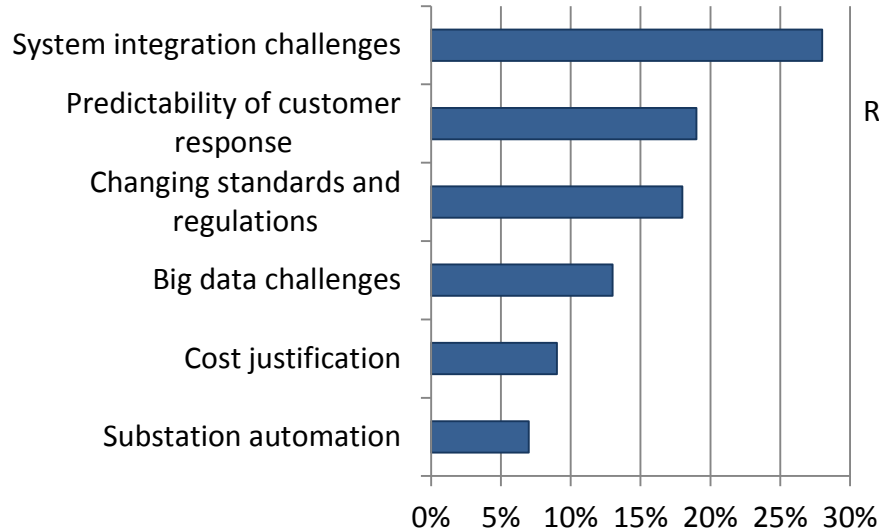 System integration challenges
Predictability of customer
response
R
Changing standards and
regulations
Big data challenges
Cost justification
Substation automation
0% 5% 10% 15% 20% 25% 30%